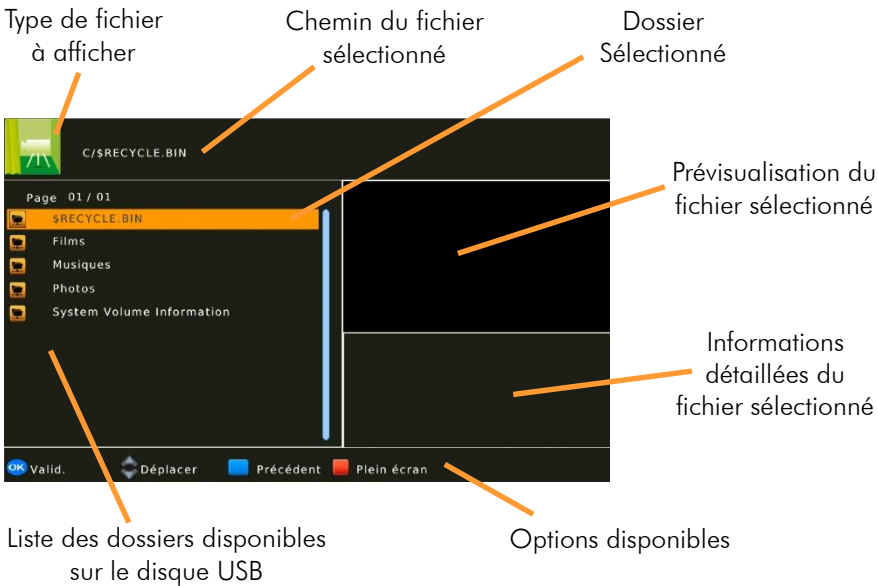 Type de fichier
à afficher
Chemin du fichier
sélectionné
Dossier
Sélectionné
C/$RECYCLE.BIN
Page 01/01
$RECYCLE.BIN
Films
Musiques
Photos
System Volume Information
Prévisualisation du
fichier sélectionné
Informations
détaillées du
fichier sélectionné
OK Valid. Déplacer Précédent Plein écran
Liste des dossiers disponibles
sur le disque USB
Options disponibles